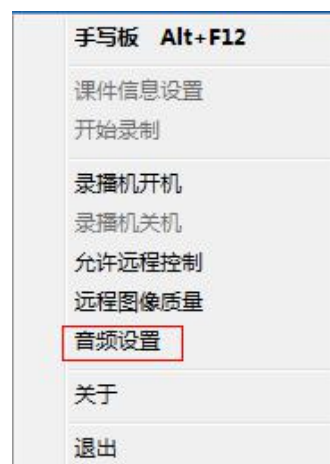 手写板 Alt+F12
课件信息设置
开始录制
录播机开机
录播机关机
允许远程控制
远程图像质量
音频设置
关于
退出